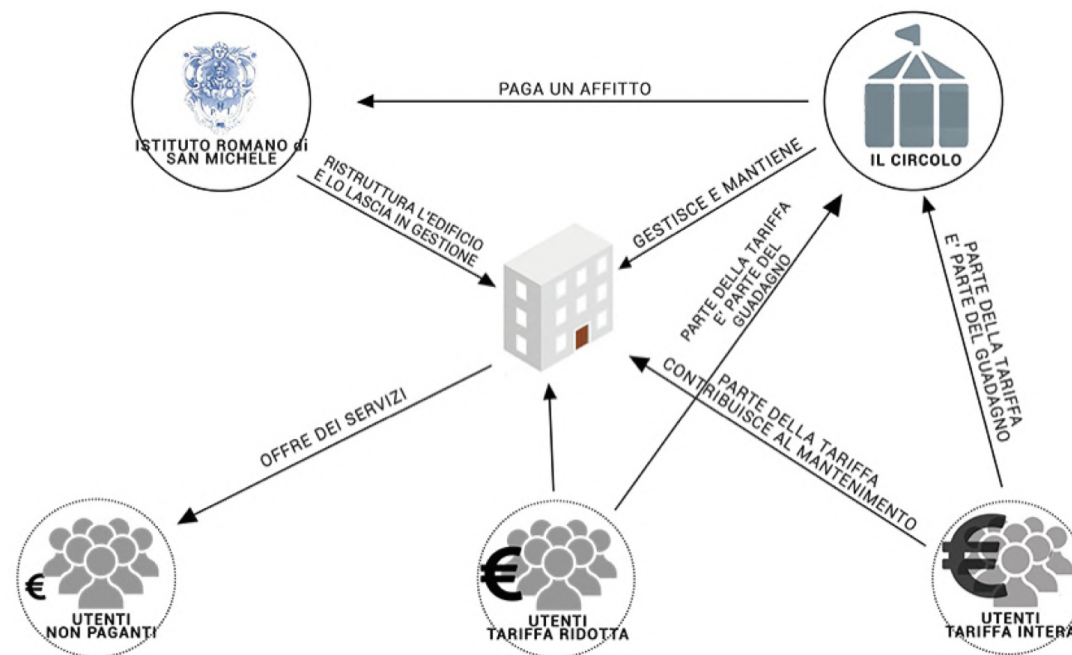 PAGA UN AFFITTO
ISTITUTO ROMANO di
SAN MICHELE
IL CIRCOLO
RISTRUTTURA L'EDIFICIO
E LO LASCIA IN GESTIONE
GESTISCE E MANTIENE
PARTE DELLA TARIFFA
E' PARTE DEL
GUADAGNO
PARTE DELLA TARIFFA
E' PARTE DEL GUADAGNO
OFFRE DEI SERVIZI
PARTE DELLA TARIFFA
CONTRIBUISCE AL MANTENIMENTO
€
UTENTI
NON PAGANTI
€
UTENTI
TARIFFA RIDOTTA
€
UTENTI
TARIFFA INTERA